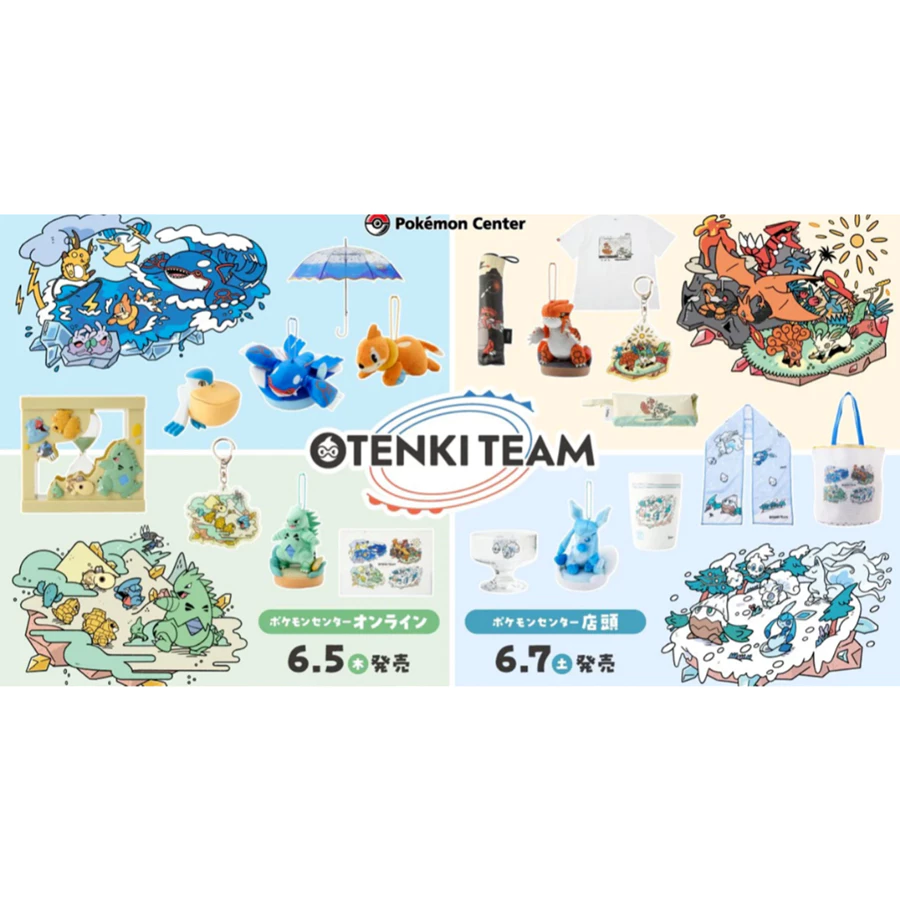 Pokémon Center
OTENKI TEAM
ポケモンセンターオンライン
6.5 木 発売
ポケモンセンター店頭
6.7 土 発売